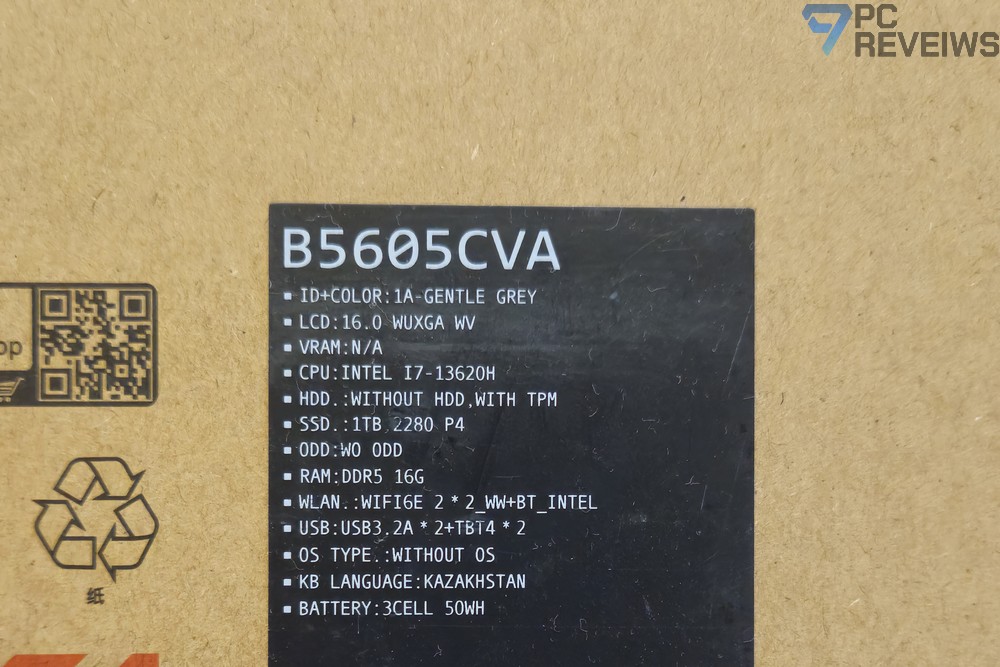 PC
REVEIWS
B5605CVA
ID+COLOR:1A-GENTLE GREY
LCD:16.0 WUXGA WV
VRAM:N/A
CPU:INTEL I7-13620H
HDD.:WITHOUT HDD,WITH TPM
SSD.:1TB 2280 P4
ODD:WO ODD
RAM:DDR5 16G
WLAN.:WIFI6E 2*2_WW+BT_INTEL
USB:USB3.2A*2+TBT4*2
OS TYPE.:WITHOUT OS
KB LANGUAGE:KAZAKHSTAN
BATTERY:3CELL 50WH
纸